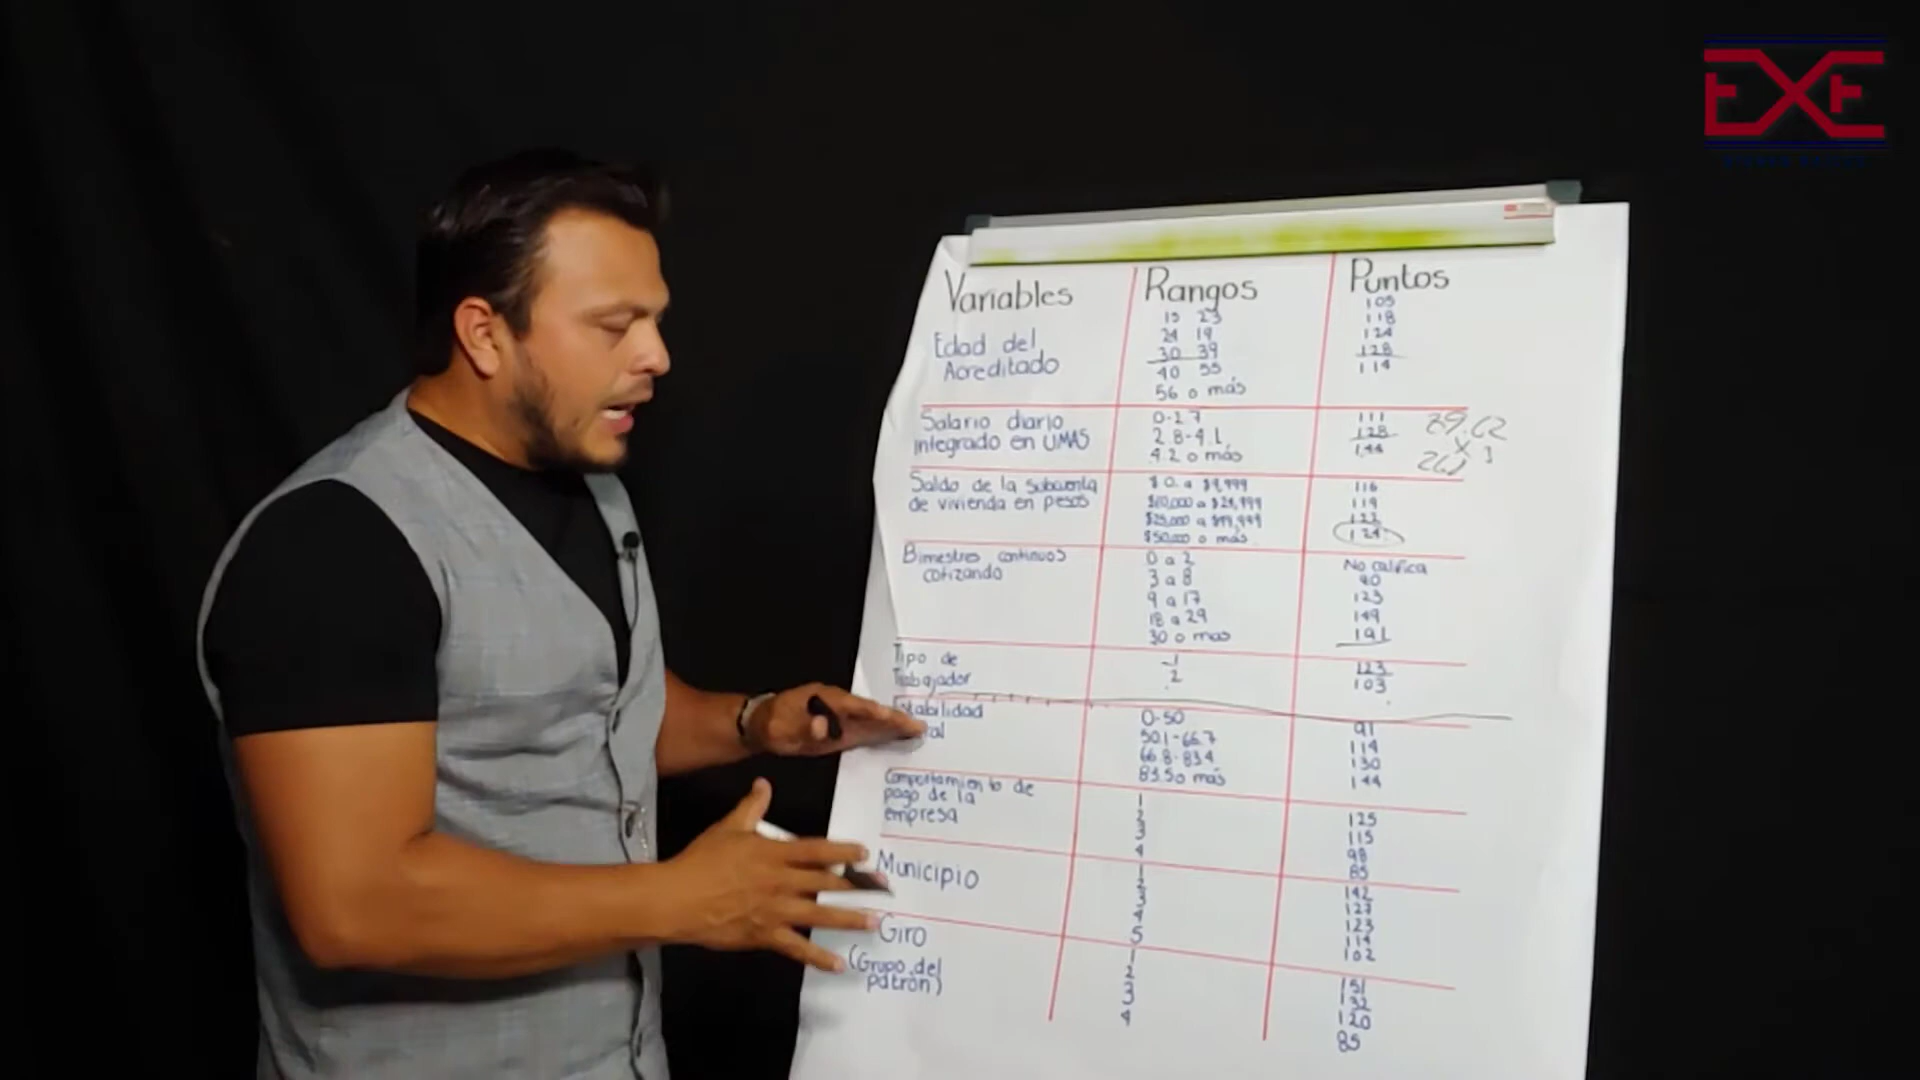 EXE
Variables Rangos Puntos
Edad del
Acreditado
15 23
24 19
30 39
40 55
56 o más
105
118
124
128
114
Salario diario
integrado en UMAS
0-2.7
2.8-4.1
4.2 o más
111
128
144
89.62
x 3
Saldo de la subcuenta
de vivienda en pesos
$0. a $9,999
$10,000 a $24,999
$25,000 a $49,999
$50,000 o más.
116
119
122
124
Bimestres continuos
cotizando
0 a 2
3 a 8
9 a 17
18 a 29
30 o mas
No califica
90
123
149
191
Tipo de
Trabajador
1
2
123
103
Estabilidad
0-50
50.1-66.7
66.8-83.4
83.5 o más
91
114
130
144
Comportamiento de
pago de la
empresa
1
2
3
4
125
115
98
85
Municipio
1
2
3
4
5
142
127
123
114
102
Giro
(Grupo del
patrón)
1
2
3
4
151
132
120
85